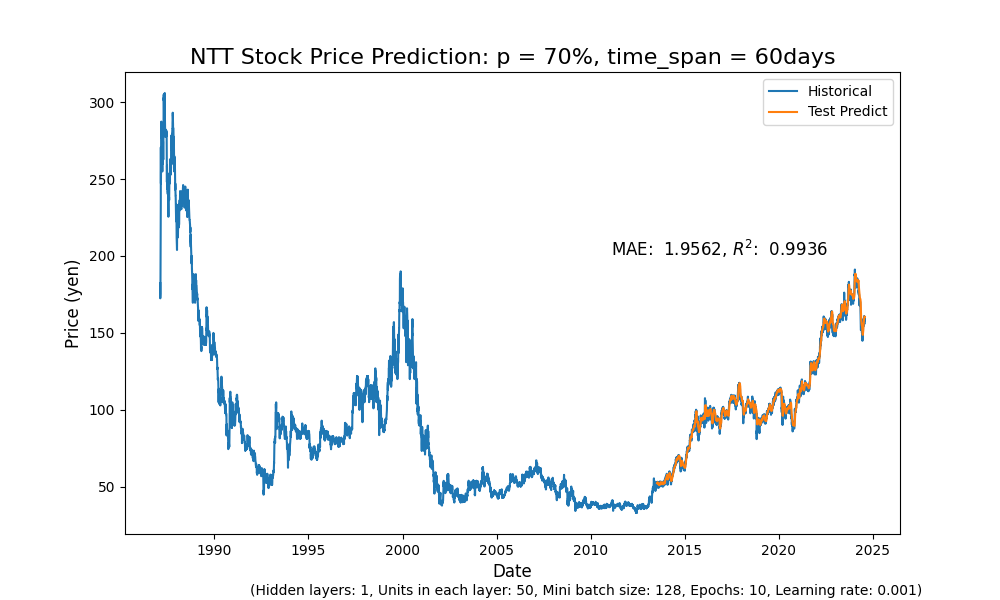 NTT Stock Price Prediction: p = 70%, time_span = 60days
Historical
Test Predict
MAE:  1.9562, R²:  0.9936
Price (yen)
300
250
200
150
100
50
1990 1995 2000 2005 2010 2015 2020 2025
Date
(Hidden layers: 1, Units in each layer: 50, Mini batch size: 128, Epochs: 10, Learning rate: 0.001)